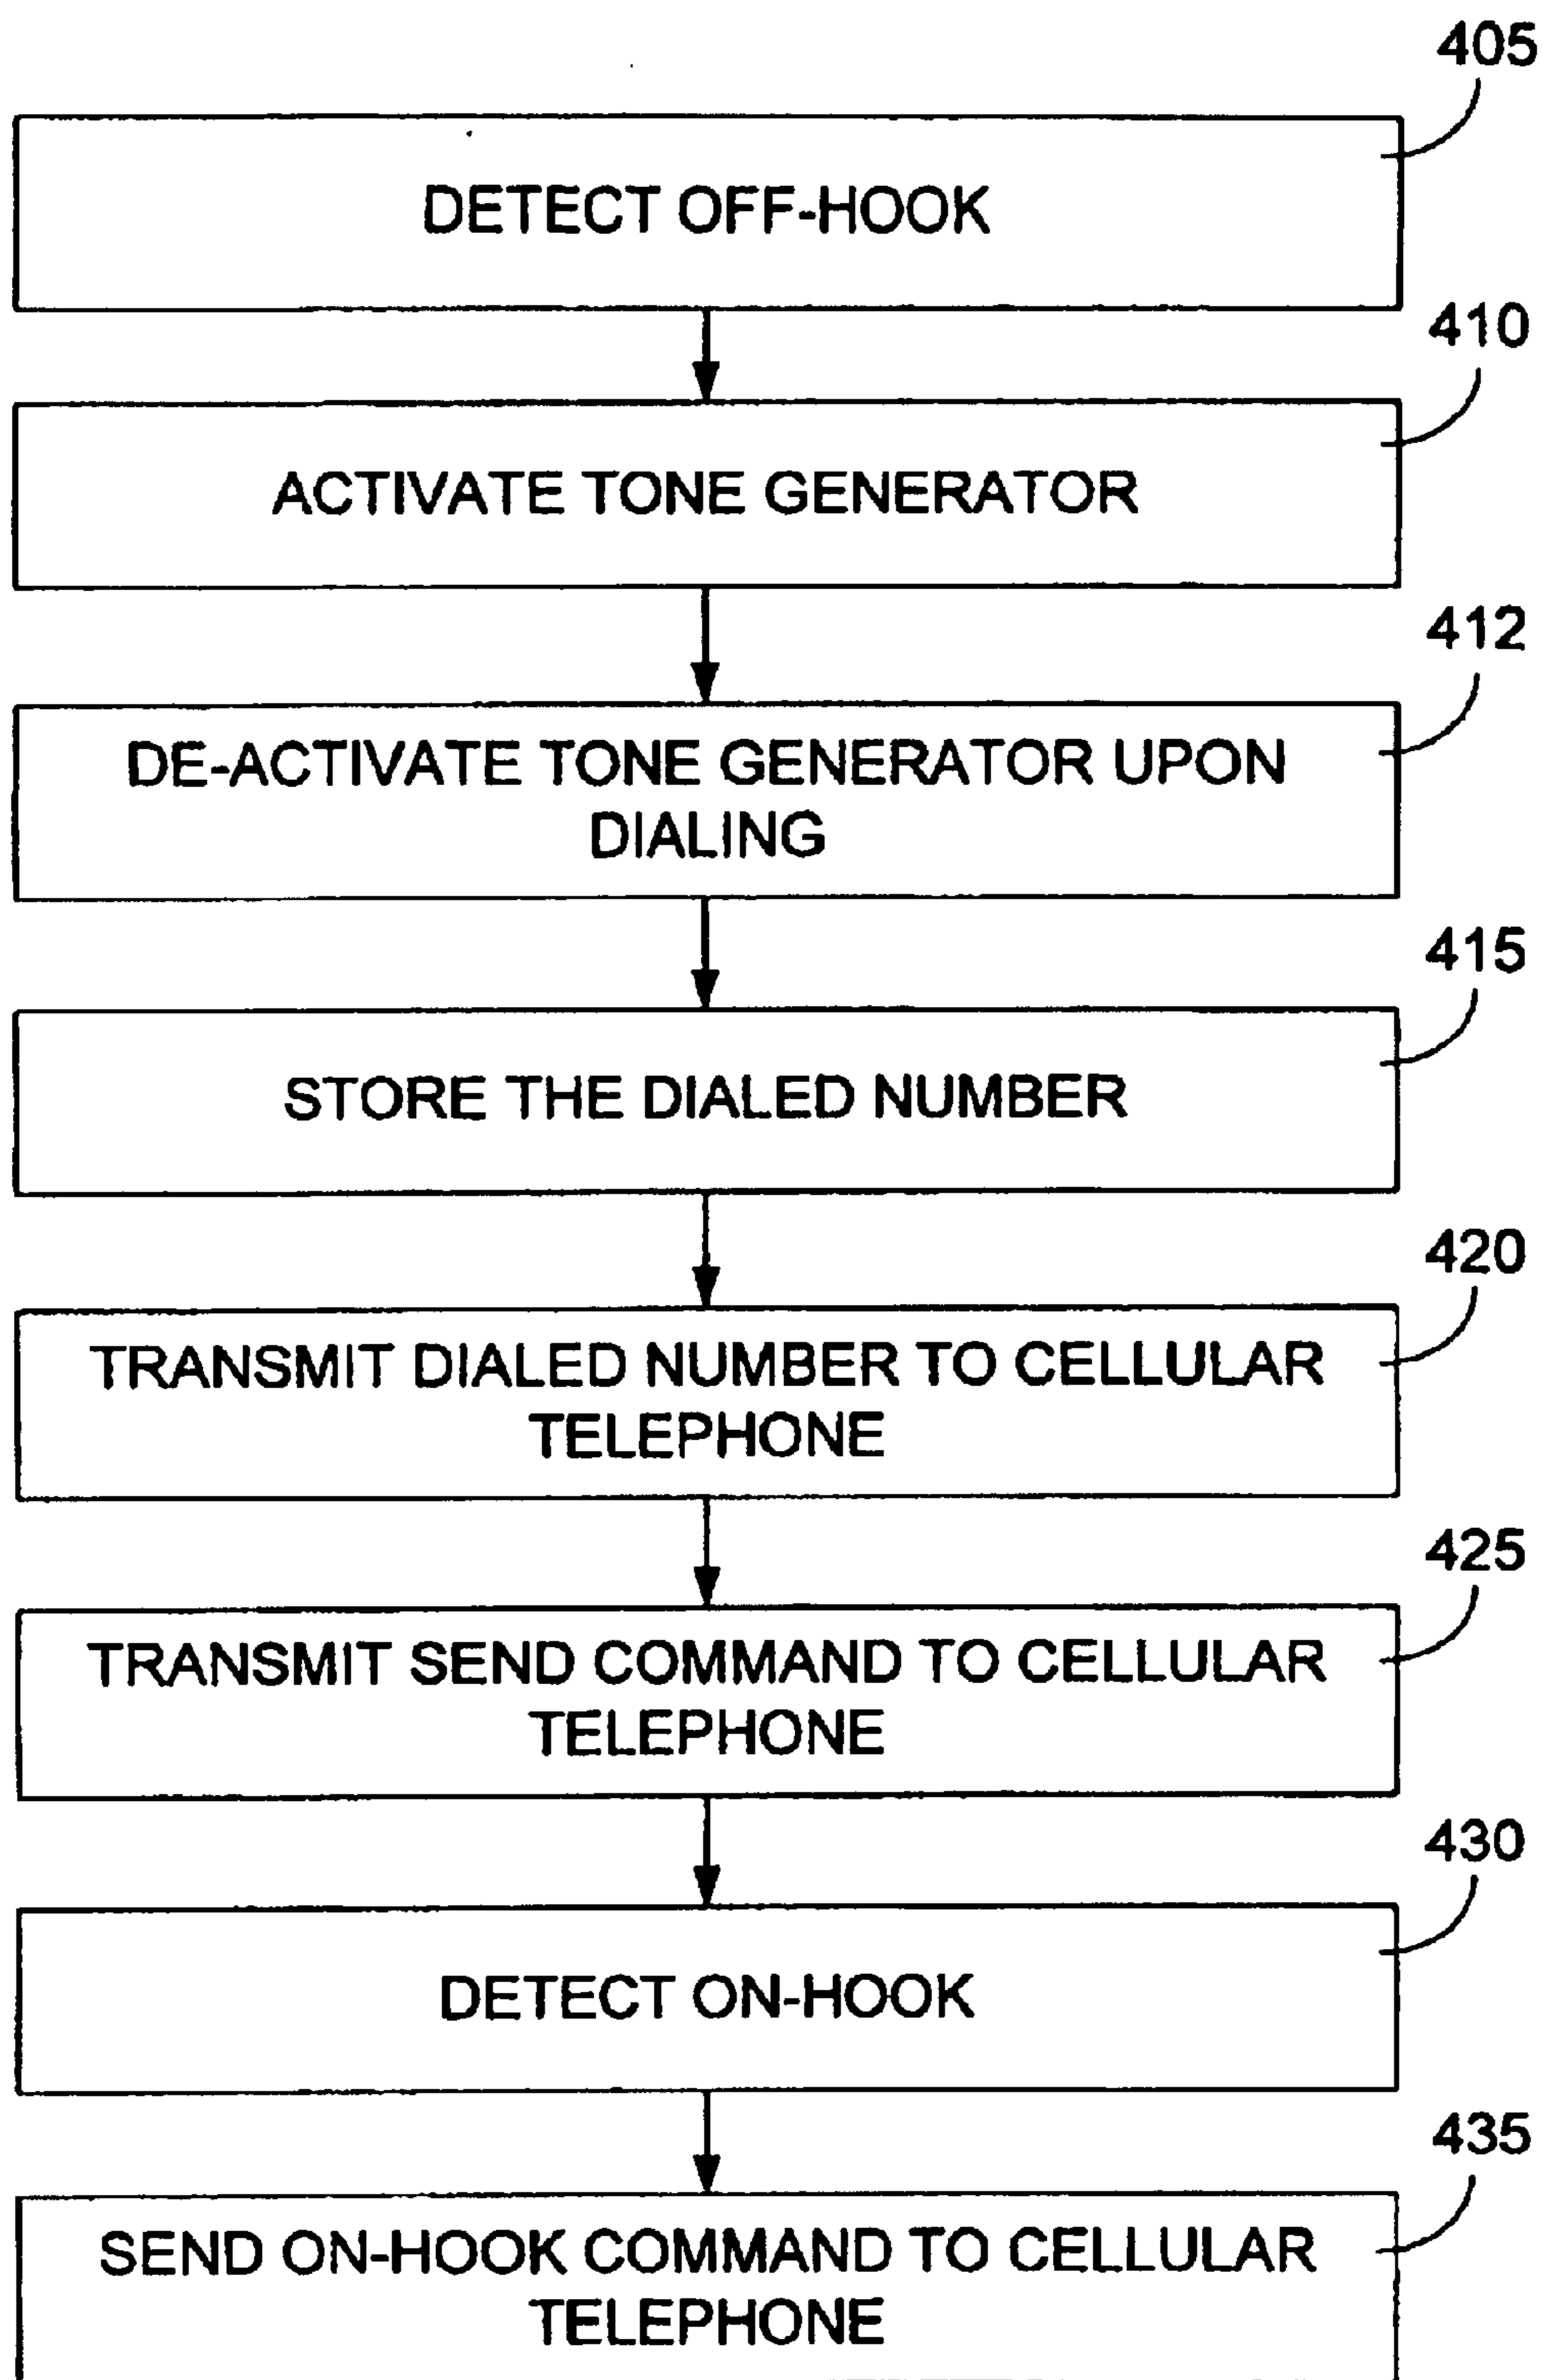 405
DETECT OFF-HOOK
410
ACTIVATE TONE GENERATOR
412
DE-ACTIVATE TONE GENERATOR UPON
DIALING
415
STORE THE DIALED NUMBER
420
TRANSMIT DIALED NUMBER TO CELLULAR
TELEPHONE
425
TRANSMIT SEND COMMAND TO CELLULAR
TELEPHONE
430
DETECT ON-HOOK
435
SEND ON-HOOK COMMAND TO CELLULAR
TELEPHONE